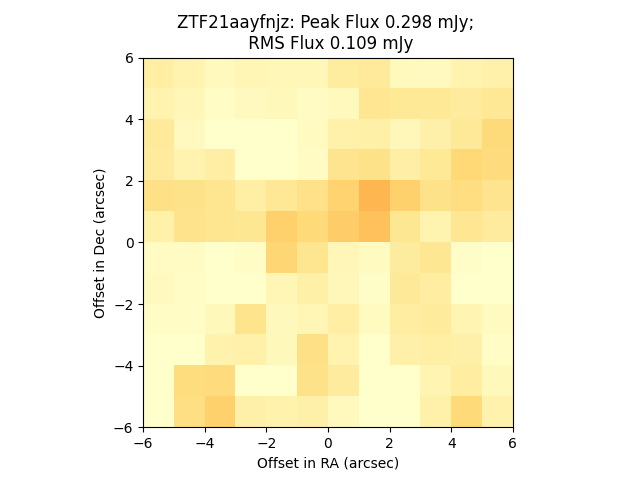 ZTF21aayfnjz: Peak Flux 0.298 mJy;
RMS Flux 0.109 mJy
6
4
2
0
−2
−4
−6
Offset in Dec (arcsec)
−6 −4 −2 0 2 4 6
Offset in RA (arcsec)